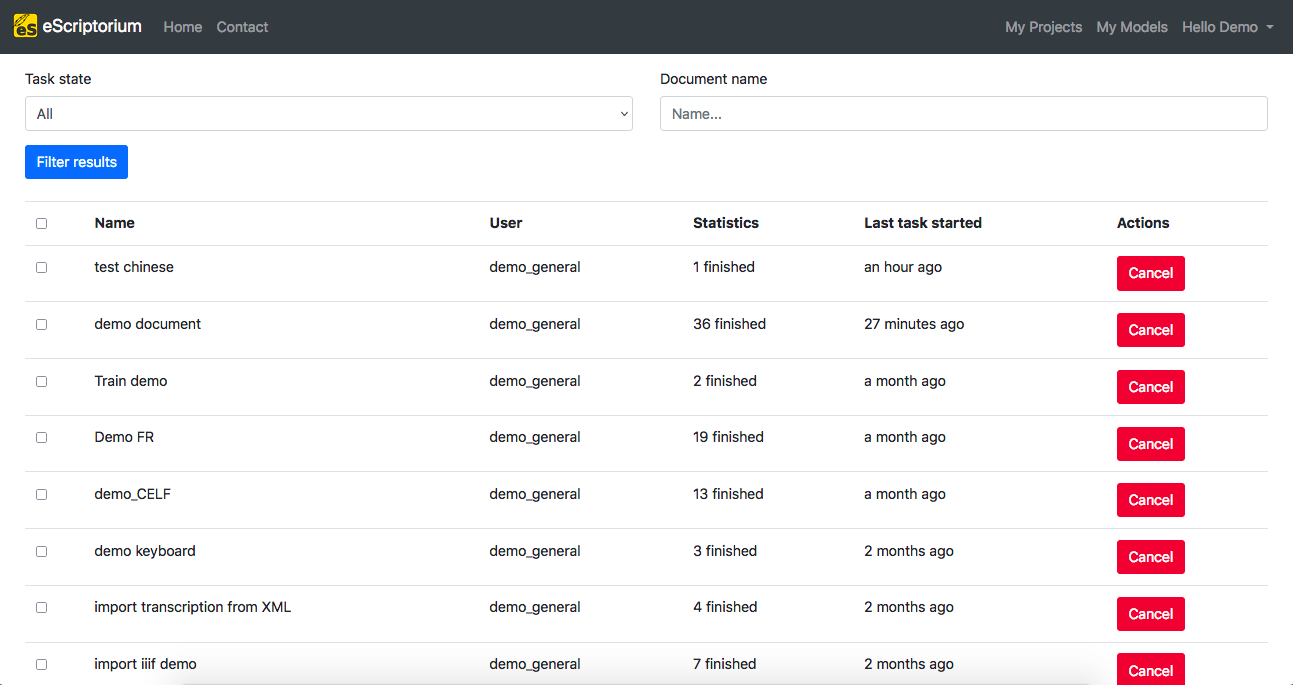 es eScriptorium Home Contact My Projects My Models Hello Demo
Task state Document name
All Name...
Filter results
Name User Statistics Last task started Actions
test chinese demo_general 1 finished an hour ago Cancel
demo document demo_general 36 finished 27 minutes ago Cancel
Train demo demo_general 2 finished a month ago Cancel
Demo FR demo_general 19 finished a month ago Cancel
demo_CELF demo_general 13 finished a month ago Cancel
demo keyboard demo_general 3 finished 2 months ago Cancel
import transcription from XML demo_general 4 finished 2 months ago Cancel
import iiif demo demo_general 7 finished 2 months ago Cancel